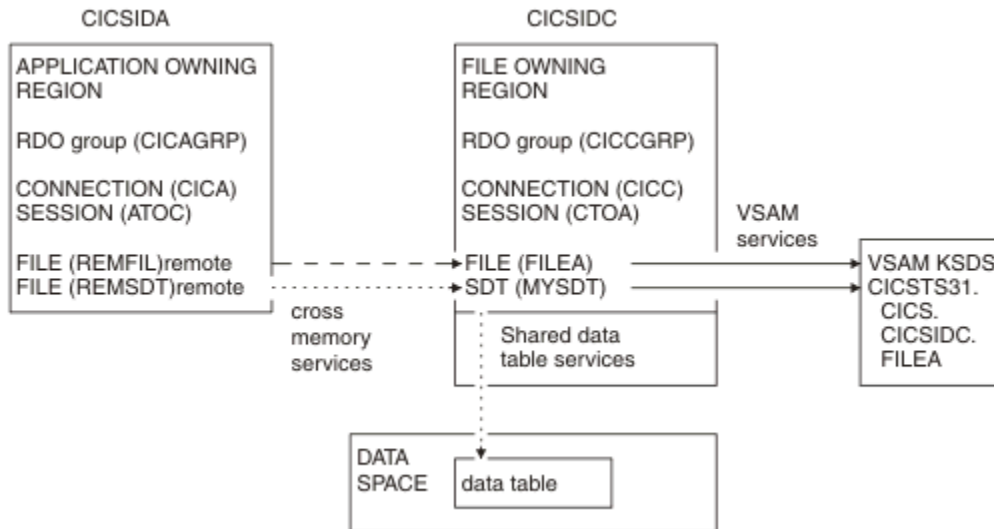 CICSIDA
APPLICATION OWNING
REGION
RDO group (CICAGRP)
CONNECTION (CICA)
SESSION (ATOC)
FILE (REMFIL)remote
FILE (REMSDT)remote
cross
memory
services
CICSIDC
FILE OWNING
REGION
RDO group (CICCGRP)
CONNECTION (CICC)
SESSION (CTOA)
FILE (FILEA)
SDT (MYSDT)
Shared data
table services
VSAM
services
VSAM KSDS
CICSTS31.
CICS.
CICSIDC.
FILEA
DATA
SPACE
data table